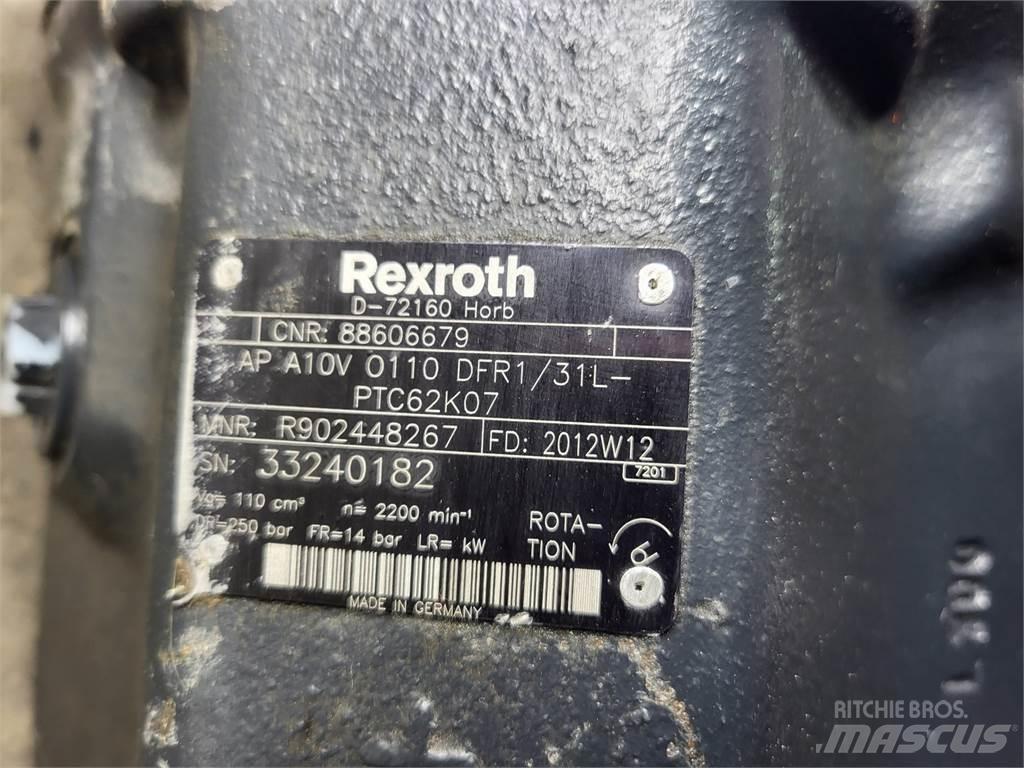 Rexroth
D-72160 Horb
CNR: 88606679
AP A10V O110 DFR1/31L-
PTC62K07
MNR: R902448267 FD: 2012W12
SN: 33240182 7201
Vg= 110 cm³ n= 2200 min⁻¹
DR=250 bar FR=14 bar LR= kW
ROTA-
TION
MADE IN GERMANY
RITCHIE BROS.
MASCUS